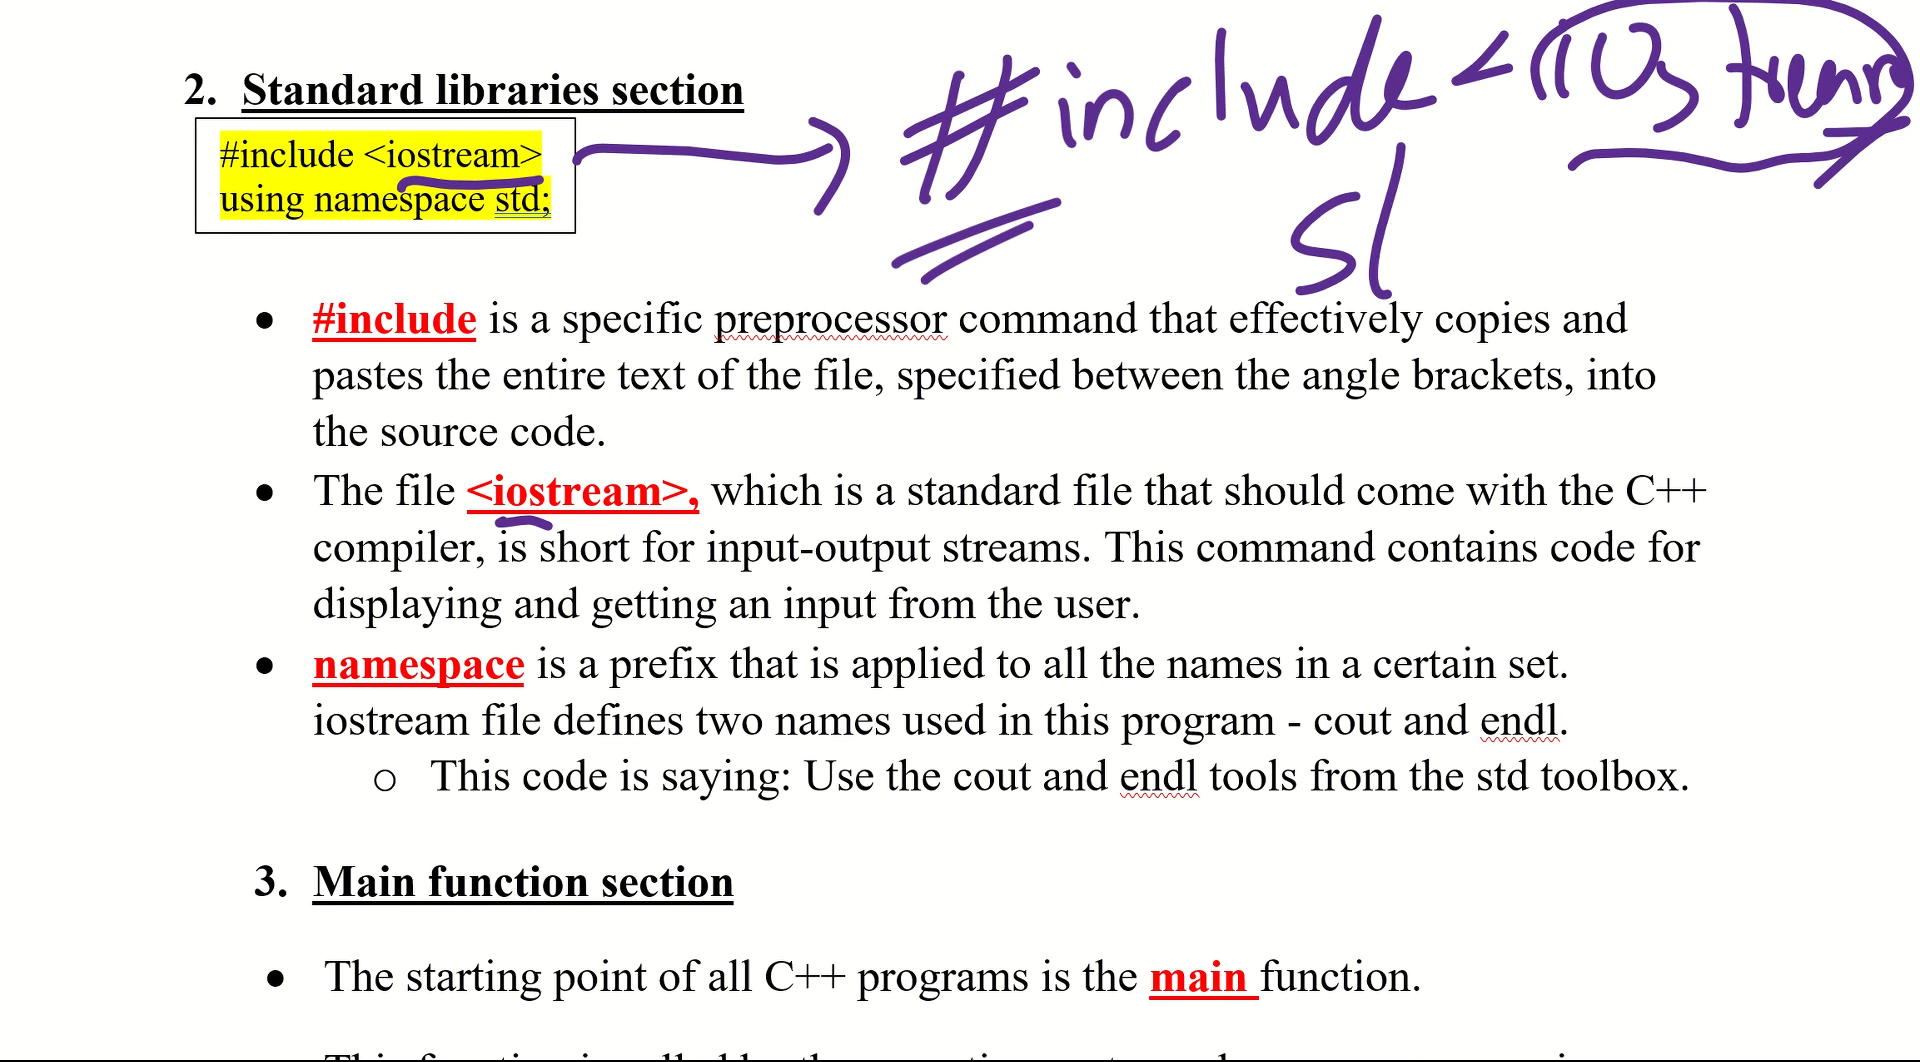 2. Standard libraries section
#include <iostream>
using namespace std;
#include <iostream>
• #include is a specific preprocessor command that effectively copies and
pastes the entire text of the file, specified between the angle brackets, into
the source code.
• The file <iostream>, which is a standard file that should come with the C++
compiler, is short for input-output streams. This command contains code for
displaying and getting an input from the user.
• namespace is a prefix that is applied to all the names in a certain set.
iostream file defines two names used in this program - cout and endl.
o This code is saying: Use the cout and endl tools from the std toolbox.
3. Main function section
• The starting point of all C++ programs is the main function.